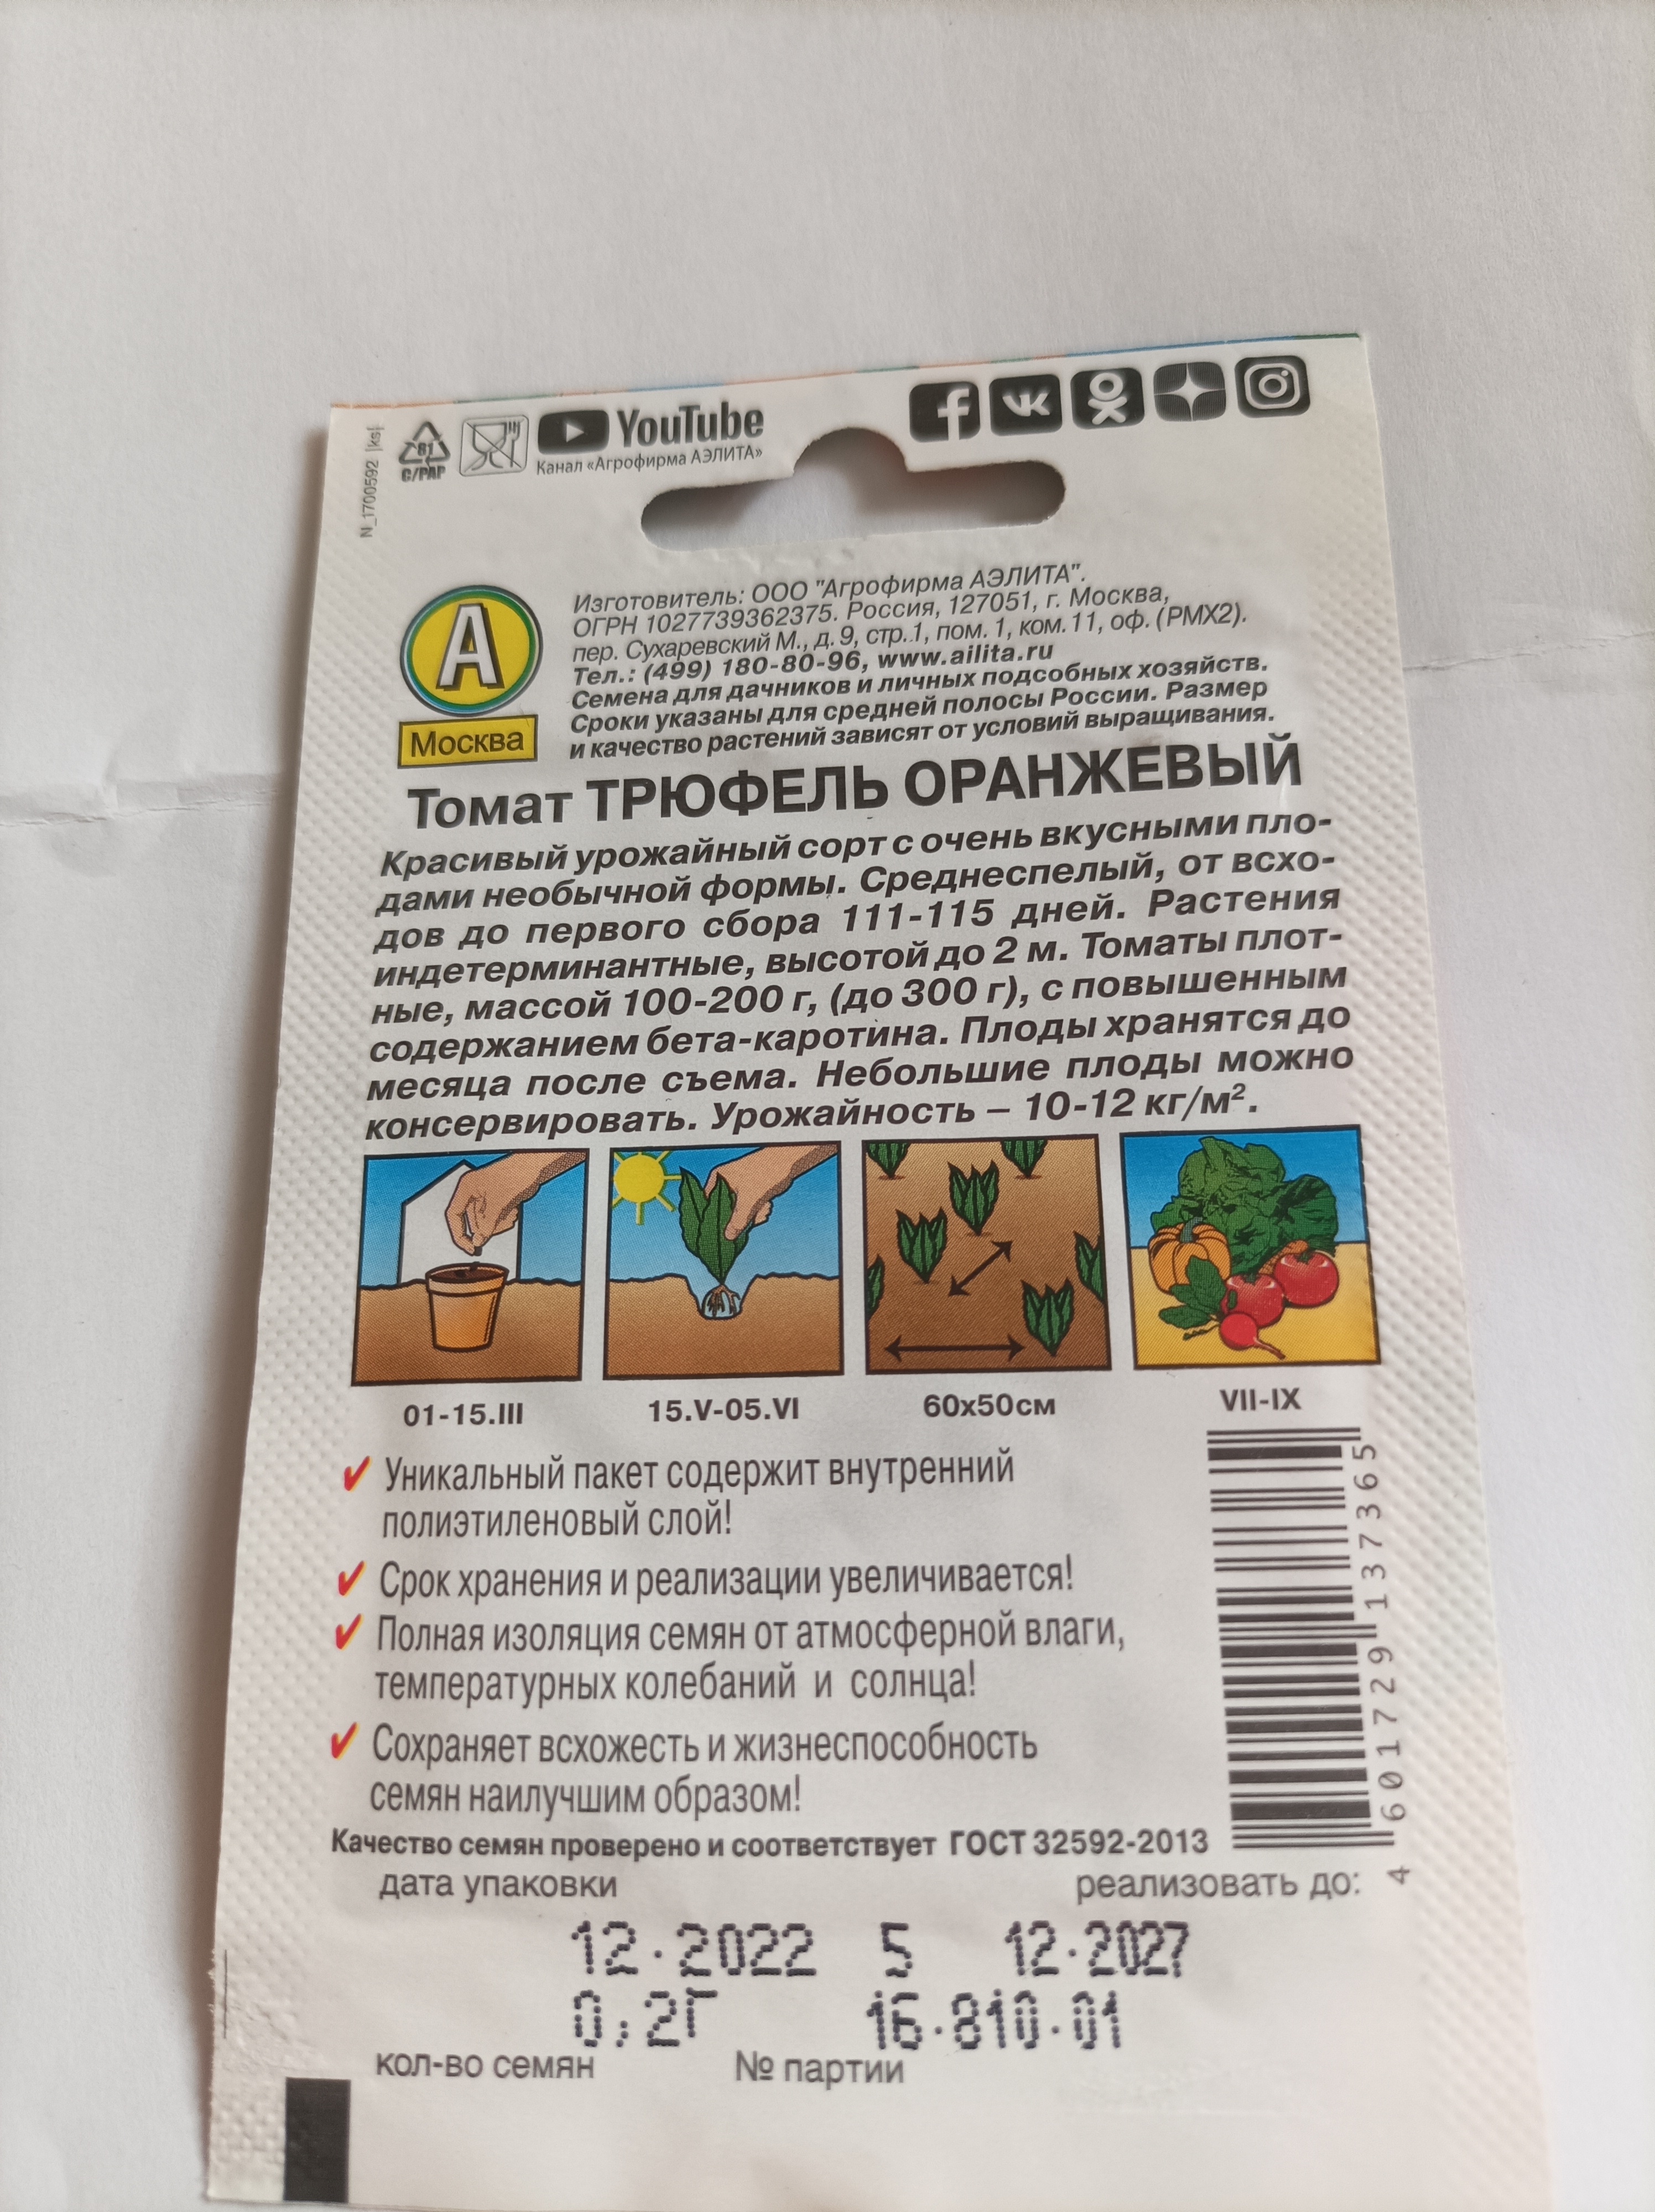 N_1700592 |ks|
81
C/PAP
YouTube
Канал «Агрофирма АЭЛИТА»
А
Москва
Изготовитель: ООО "Агрофирма АЭЛИТА".
ОГРН 1027739362375. Россия, 127051, г. Москва,
пер. Сухаревский М., д. 9, стр. 1, пом. 1, ком. 11, оф. (РМХ2).
Тел.: (499) 180-80-96, www.ailita.ru
Семена для дачников и личных подсобных хозяйств.
Сроки указаны для средней полосы России. Размер
и качество растений зависят от условий выращивания.
Томат ТРЮФЕЛЬ ОРАНЖЕВЫЙ
Красивый урожайный сорт с очень вкусными пло-
дами необычной формы. Среднеспелый, от всхо-
дов до первого сбора 111-115 дней. Растения
индетерминантные, высотой до 2 м. Томаты плот-
ные, массой 100-200 г, (до 300 г), с повышенным
содержанием бета-каротина. Плоды хранятся до
месяца после съема. Небольшие плоды можно
консервировать. Урожайность – 10-12 кг/м².
01-15.III
15.V-05.VI
60х50см
VII-IX
Уникальный пакет содержит внутренний
полиэтиленовый слой!
Срок хранения и реализации увеличивается!
Полная изоляция семян от атмосферной влаги,
температурных колебаний и солнца!
Сохраняет всхожесть и жизнеспособность
семян наилучшим образом!
4 601729 137365
Качество семян проверено и соответствует ГОСТ 32592-2013
дата упаковки реализовать до:
12.2022 5 12.2027
0,2Г 16.810.01
кол-во семян № партии